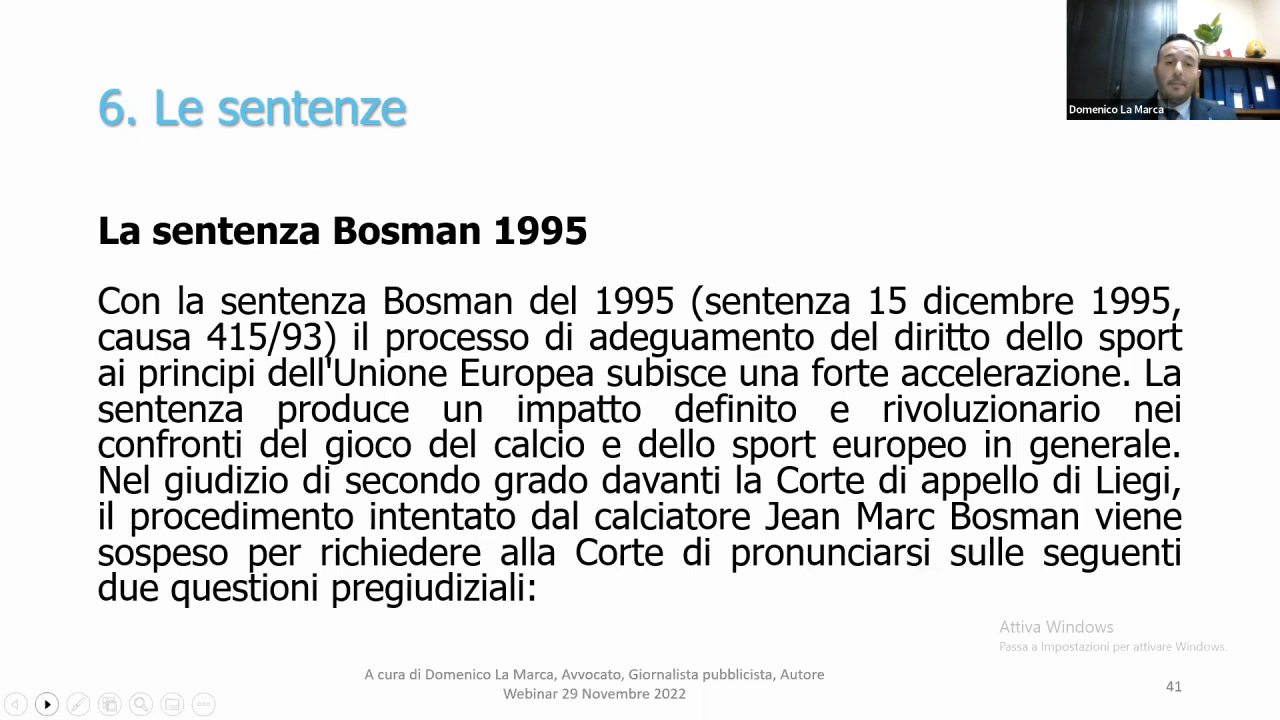 Domenico La Marca
6. Le sentenze
La sentenza Bosman 1995
Con la sentenza Bosman del 1995 (sentenza 15 dicembre 1995,
causa 415/93) il processo di adeguamento del diritto dello sport
ai principi dell'Unione Europea subisce una forte accelerazione. La
sentenza produce un impatto definito e rivoluzionario nei
confronti del gioco del calcio e dello sport europeo in generale.
Nel giudizio di secondo grado davanti la Corte di appello di Liegi,
il procedimento intentato dal calciatore Jean Marc Bosman viene
sospeso per richiedere alla Corte di pronunciarsi sulle seguenti
due questioni pregiudiziali:
Attiva Windows
Passa a Impostazioni per attivare Windows.
A cura di Domenico La Marca, Avvocato, Giornalista pubblicista, Autore
Webinar 29 Novembre 2022
41